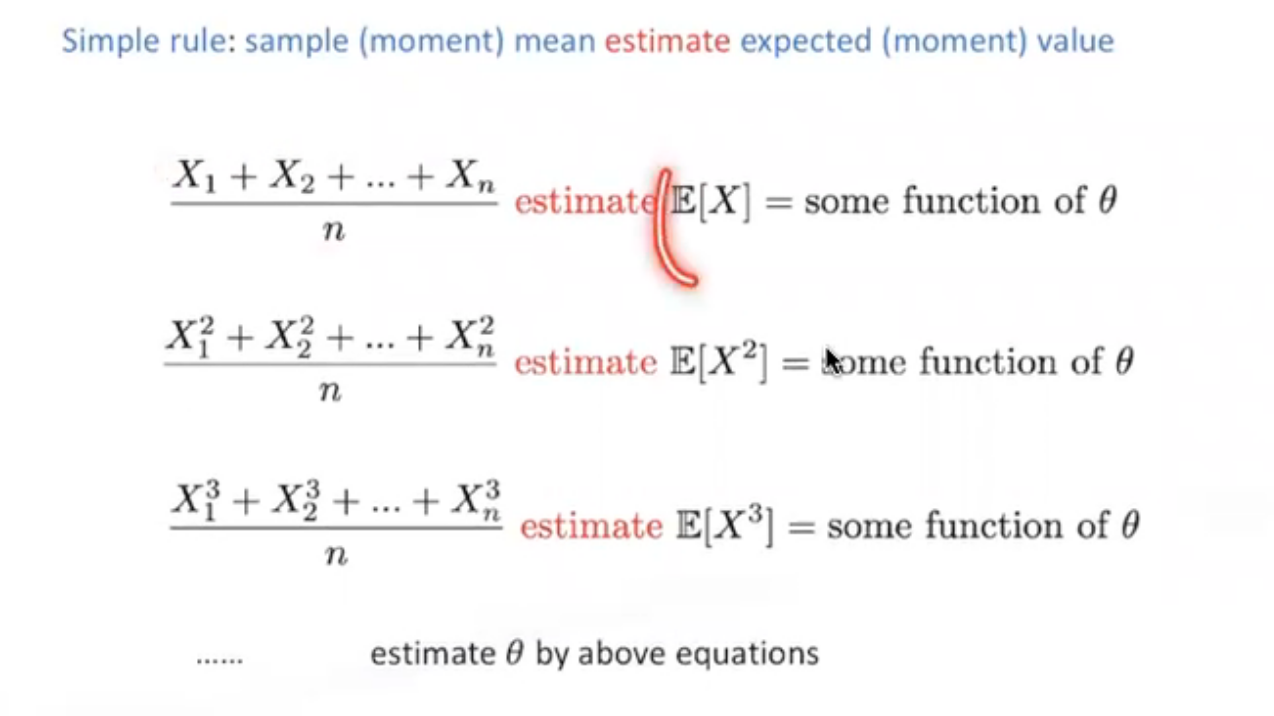 Simple rule: sample (moment) mean estimate expected (moment) value
$\frac{X_1 + X_2 + ... + X_n}{n}$ estimate $\mathbb{E}[X]$ = some function of $\theta$
$\frac{X_1^2 + X_2^2 + ... + X_n^2}{n}$ estimate $\mathbb{E}[X^2]$ = some function of $\theta$
$\frac{X_1^3 + X_2^3 + ... + X_n^3}{n}$ estimate $\mathbb{E}[X^3]$ = some function of $\theta$
...... estimate $\theta$ by above equations